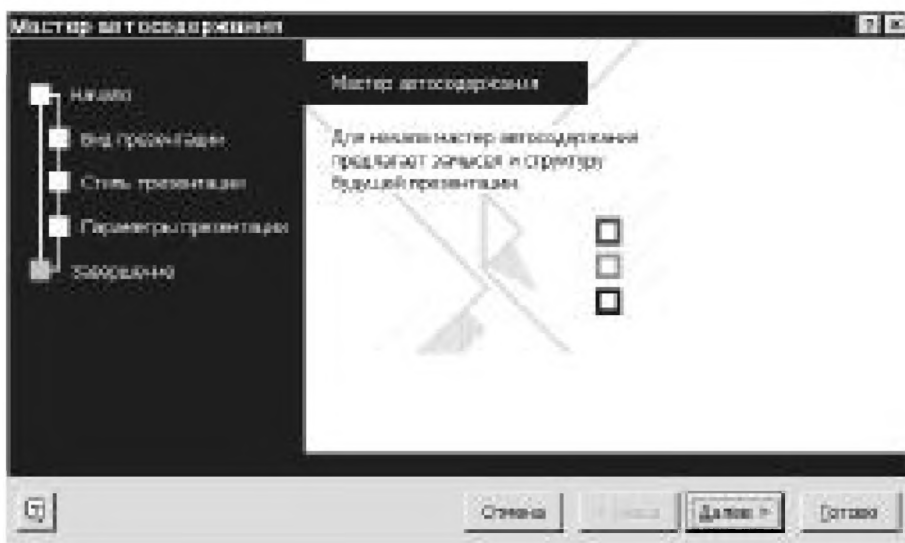 Мастер автосодержания
Начало
Вид презентации
Стиль презентации
Параметры презентации
Завершение
Мастер автосодержания
Для начала мастер автосодержания
предлагает замысел и структуру
будущей презентации.
Отмена
Далее >
Готово